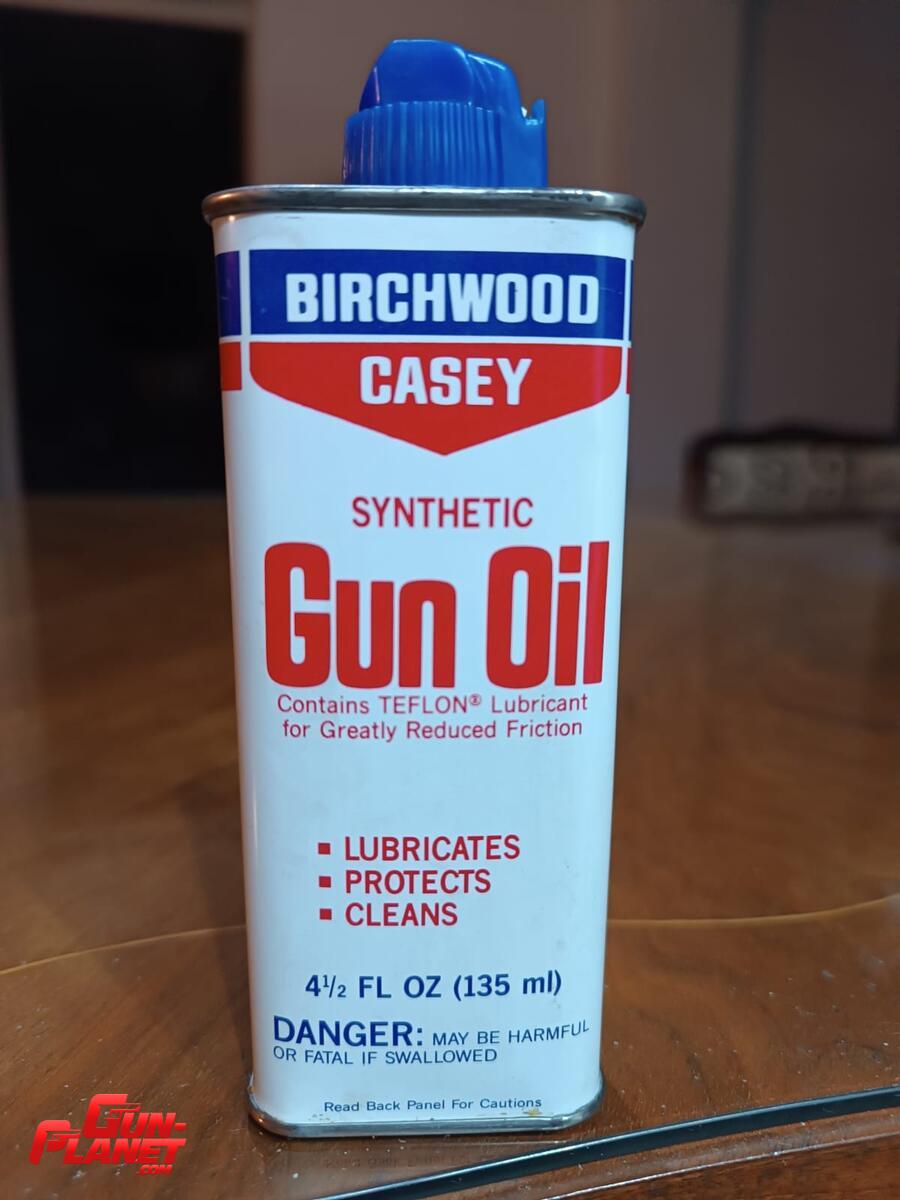 BIRCHWOOD
CASEY
SYNTHETIC
Gun Oil
Contains TEFLON® Lubricant
for Greatly Reduced Friction
▪ LUBRICATES
▪ PROTECTS
▪ CLEANS
4½ FL OZ (135 ml)
DANGER: MAY BE HARMFUL
OR FATAL IF SWALLOWED
Read Back Panel For Cautions
GUN-
PLANET
.COM